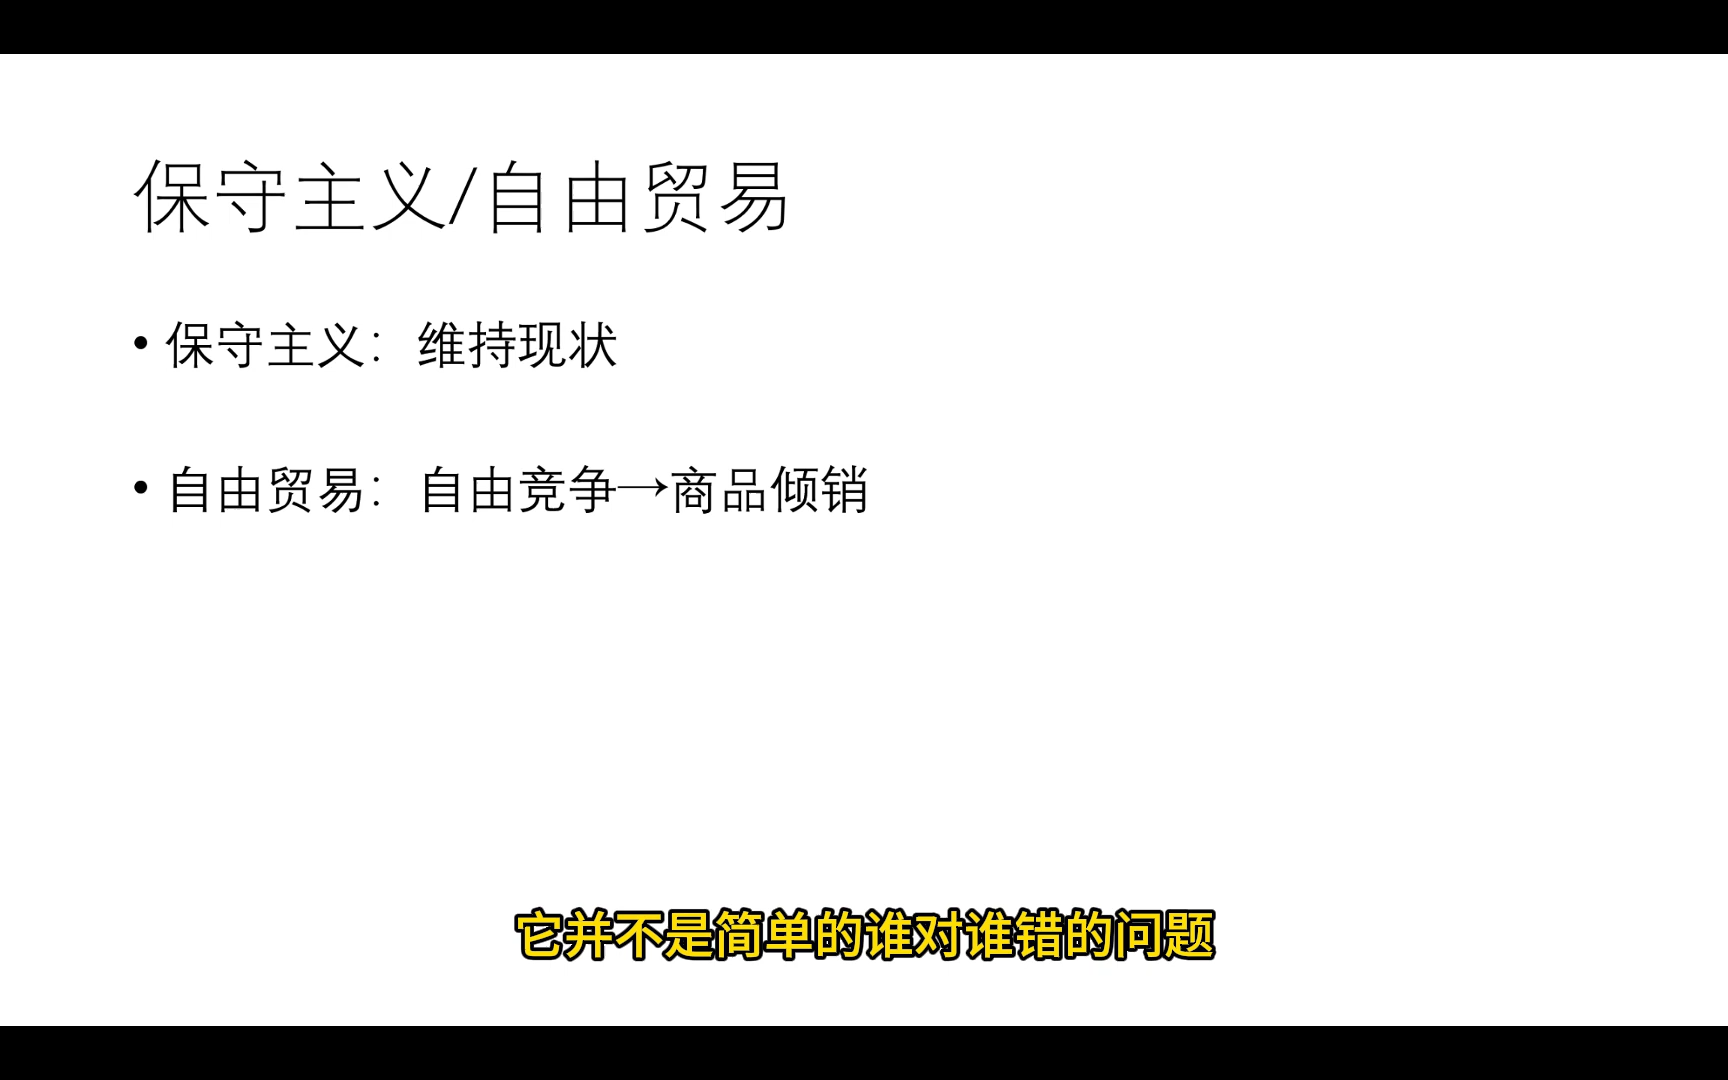 保守主义/自由贸易
• 保守主义：维持现状
• 自由贸易：自由竞争→商品倾销
它并不是简单的谁对谁错的问题